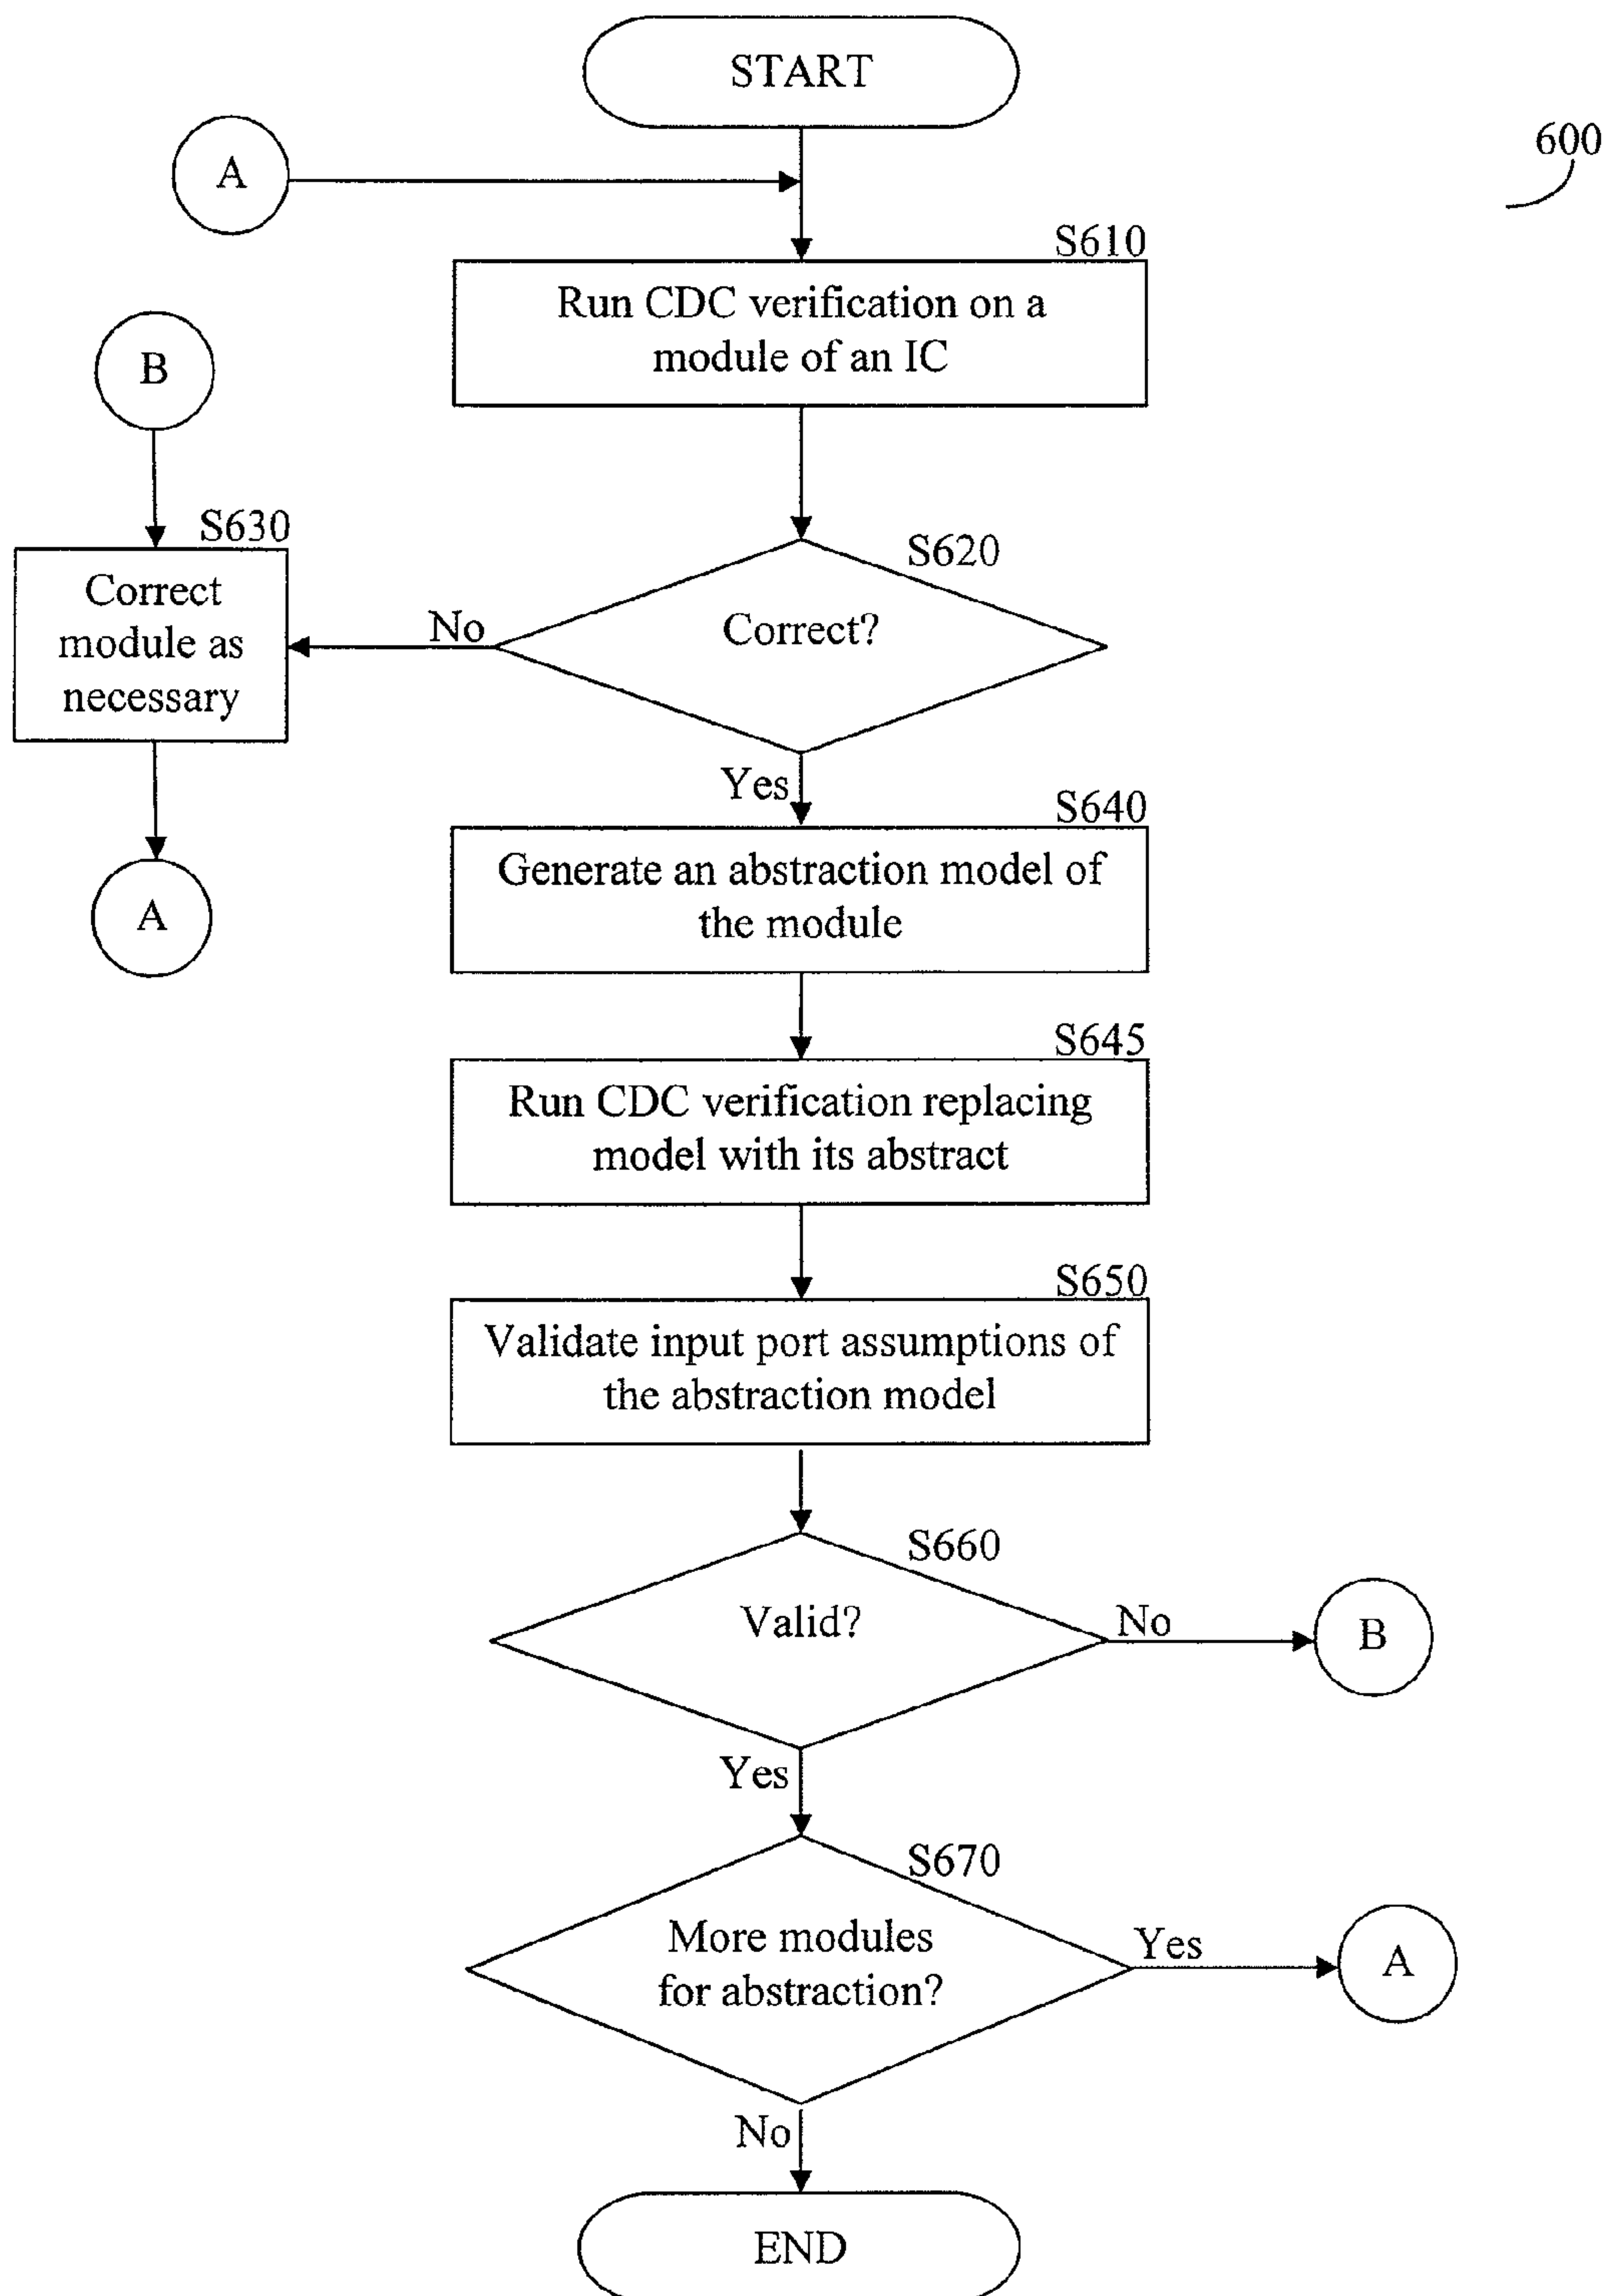 START
A
600
S610
Run CDC verification on a
module of an IC
B
S630
Correct
module as
necessary
S620
Correct?
No
Yes
A
S640
Generate an abstraction model of
the module
S645
Run CDC verification replacing
model with its abstract
S650
Validate input port assumptions of
the abstraction model
S660
Valid?
No
B
Yes
S670
More modules
for abstraction?
Yes
A
No
END